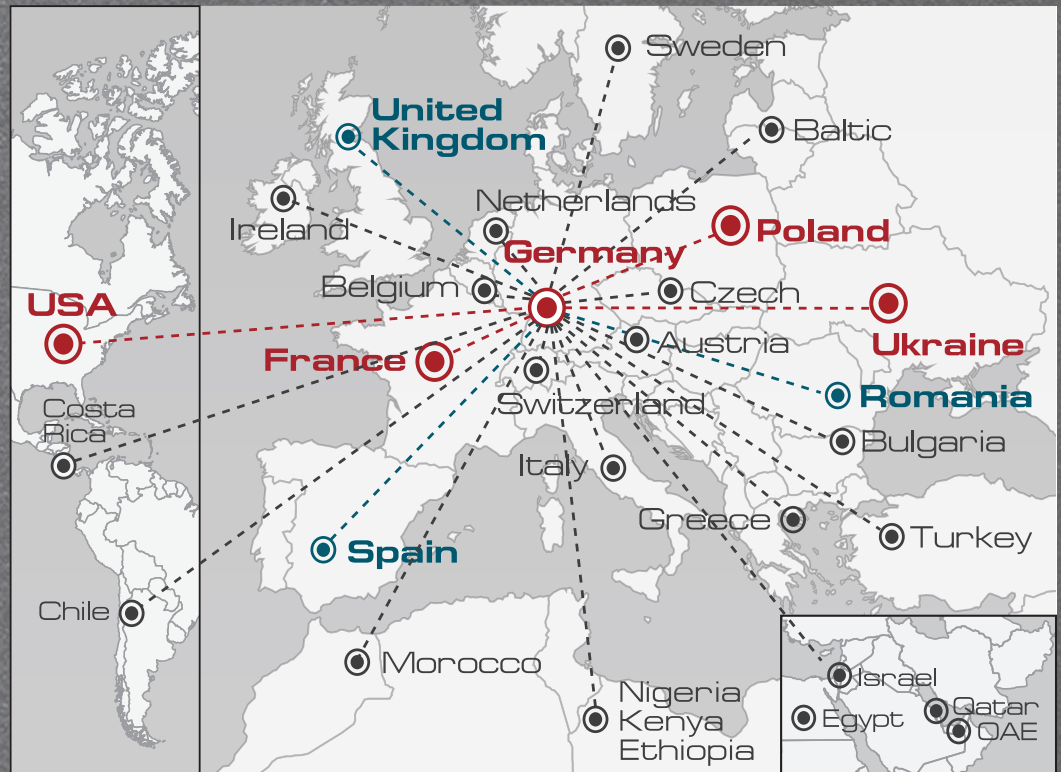 Sweden
United
Kingdom
Baltic
Netherlands
Ireland
Germany
Poland
Belgium
Czech
USA
Ukraine
France
Austria
Switzerland
Romania
Costa
Rica
Bulgaria
Italy
Greece
Turkey
Spain
Chile
Morocco
Nigeria
Kenya
Ethiopia
Israel
Qatar
Egypt
OAE